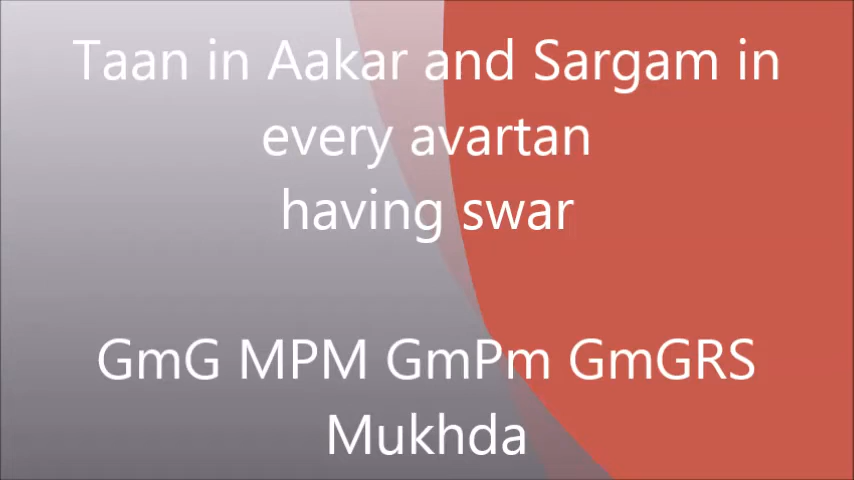 Taan in Aakar and Sargam in
every avartan
having swar
GmG MPM GmPm GmGRS
Mukhda